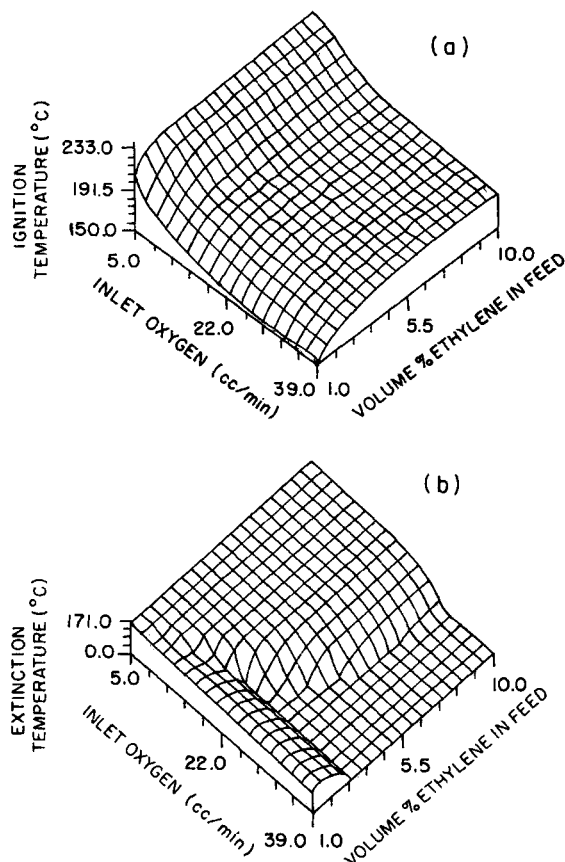 (a)
IGNITION
TEMPERATURE (°C)
233.0
191.5
150.0
5.0
22.0
39.0
INLET OXYGEN (cc/min)
1.0
5.5
10.0
VOLUME % ETHYLENE IN FEED
(b)
EXTINCTION
TEMPERATURE (°C)
171.0
0.0
5.0
22.0
39.0
INLET OXYGEN (cc/min)
1.0
5.5
10.0
VOLUME % ETHYLENE IN FEED